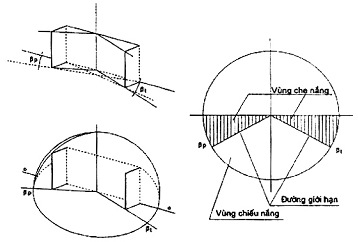 βp
βt
βp
βt
Vùng che nắng
βp
βt
Đường giới hạn
Vùng chiếu nắng